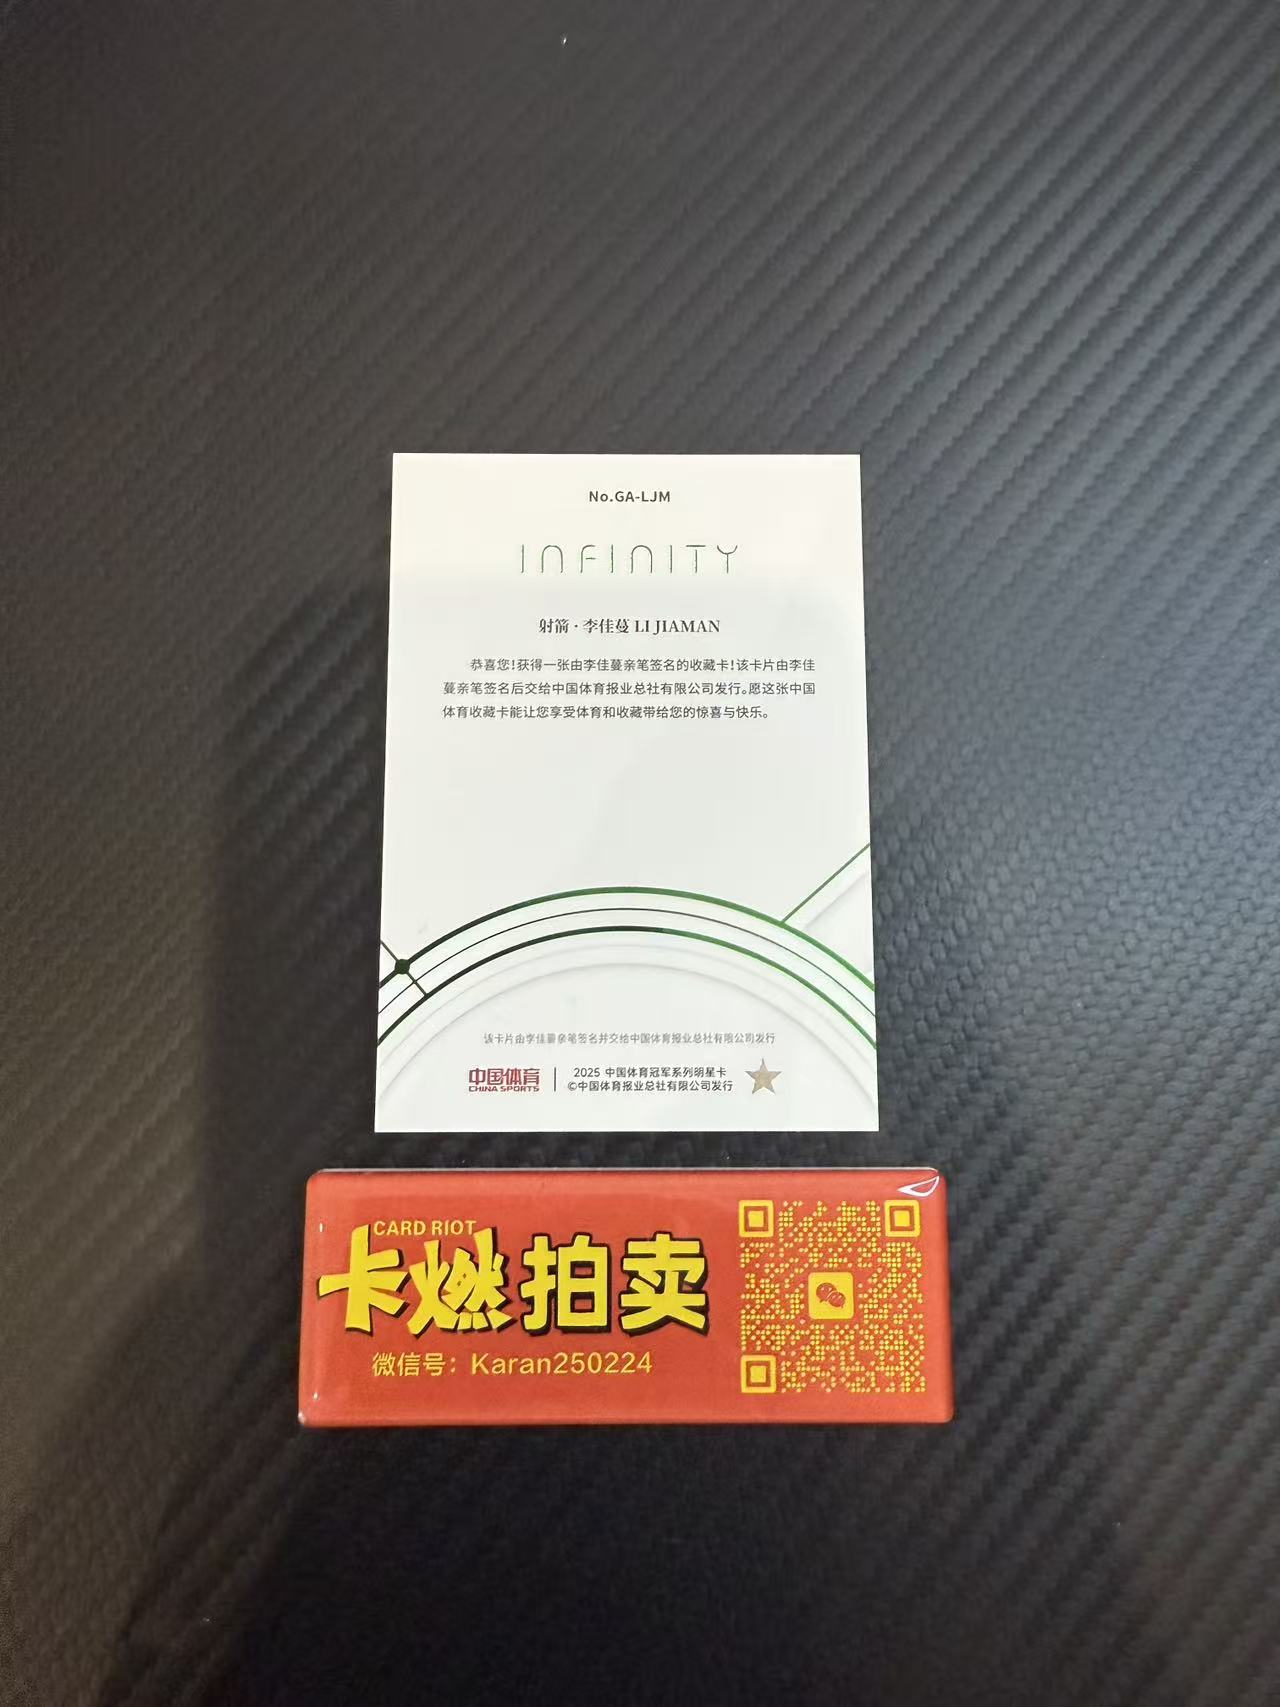 No.GA-LJM
INFINITY
射箭·李佳蔓 LI JIAMAN
恭喜您!获得一张由李佳蔓亲笔签名的收藏卡!该卡片由李佳
蔓亲笔签名后交给中国体育报业总社有限公司发行。愿这张中国
体育收藏卡能让您享受体育和收藏带给您的惊喜与快乐。
该卡片由李佳蔓亲笔签名并交给中国体育报业总社有限公司发行
中国体育
CHINA SPORTS
2025 中国体育冠军系列明星卡
©中国体育报业总社有限公司发行
CARD RIOT
卡燃拍卖
微信号：Karan250224